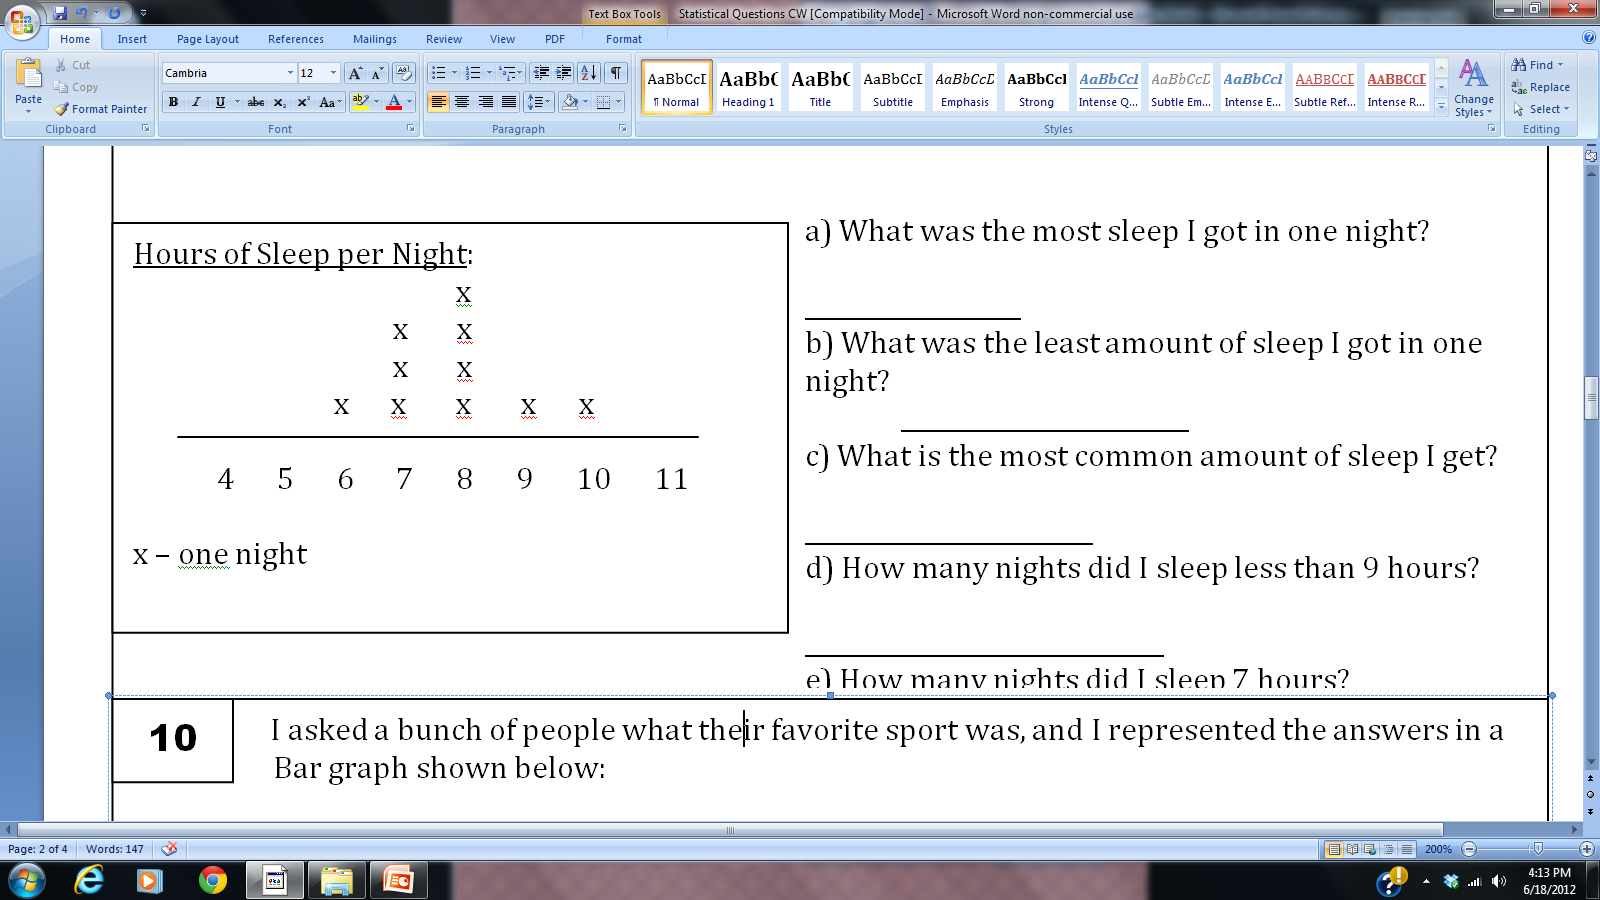 Text Box Tools
Statistical Questions CW [Compatibility Mode] - Microsoft Word non-commercial use
Home Insert Page Layout References Mailings Review View PDF Format
Paste
Cut
Copy
Format Painter
Clipboard
Cambria 12
B I U abc x₂ x² Aa ab A
Font
Paragraph
AaBbCcI AaBbC AaBbC AaBbCcI AaBbCcD AaBbCcl AaBbCcl AaBbCcD AaBbCcl AABBCCD AABBCCD
¶ Normal Heading 1 Title Subtitle Emphasis Strong Intense Q... Subtle Em... Intense E... Subtle Ref... Intense R...
Styles
Change Styles
Find
Replace
Select
Editing
Hours of Sleep per Night:
x
x x
x x
x x x x x
4 5 6 7 8 9 10 11
x – one night
a) What was the most sleep I got in one night?
b) What was the least amount of sleep I got in one
night?
c) What is the most common amount of sleep I get?
d) How many nights did I sleep less than 9 hours?
e) How many nights did I sleep 7 hours?
10
I asked a bunch of people what their favorite sport was, and I represented the answers in a
Bar graph shown below:
Page: 2 of 4 Words: 147
200%
4:13 PM
6/18/2012